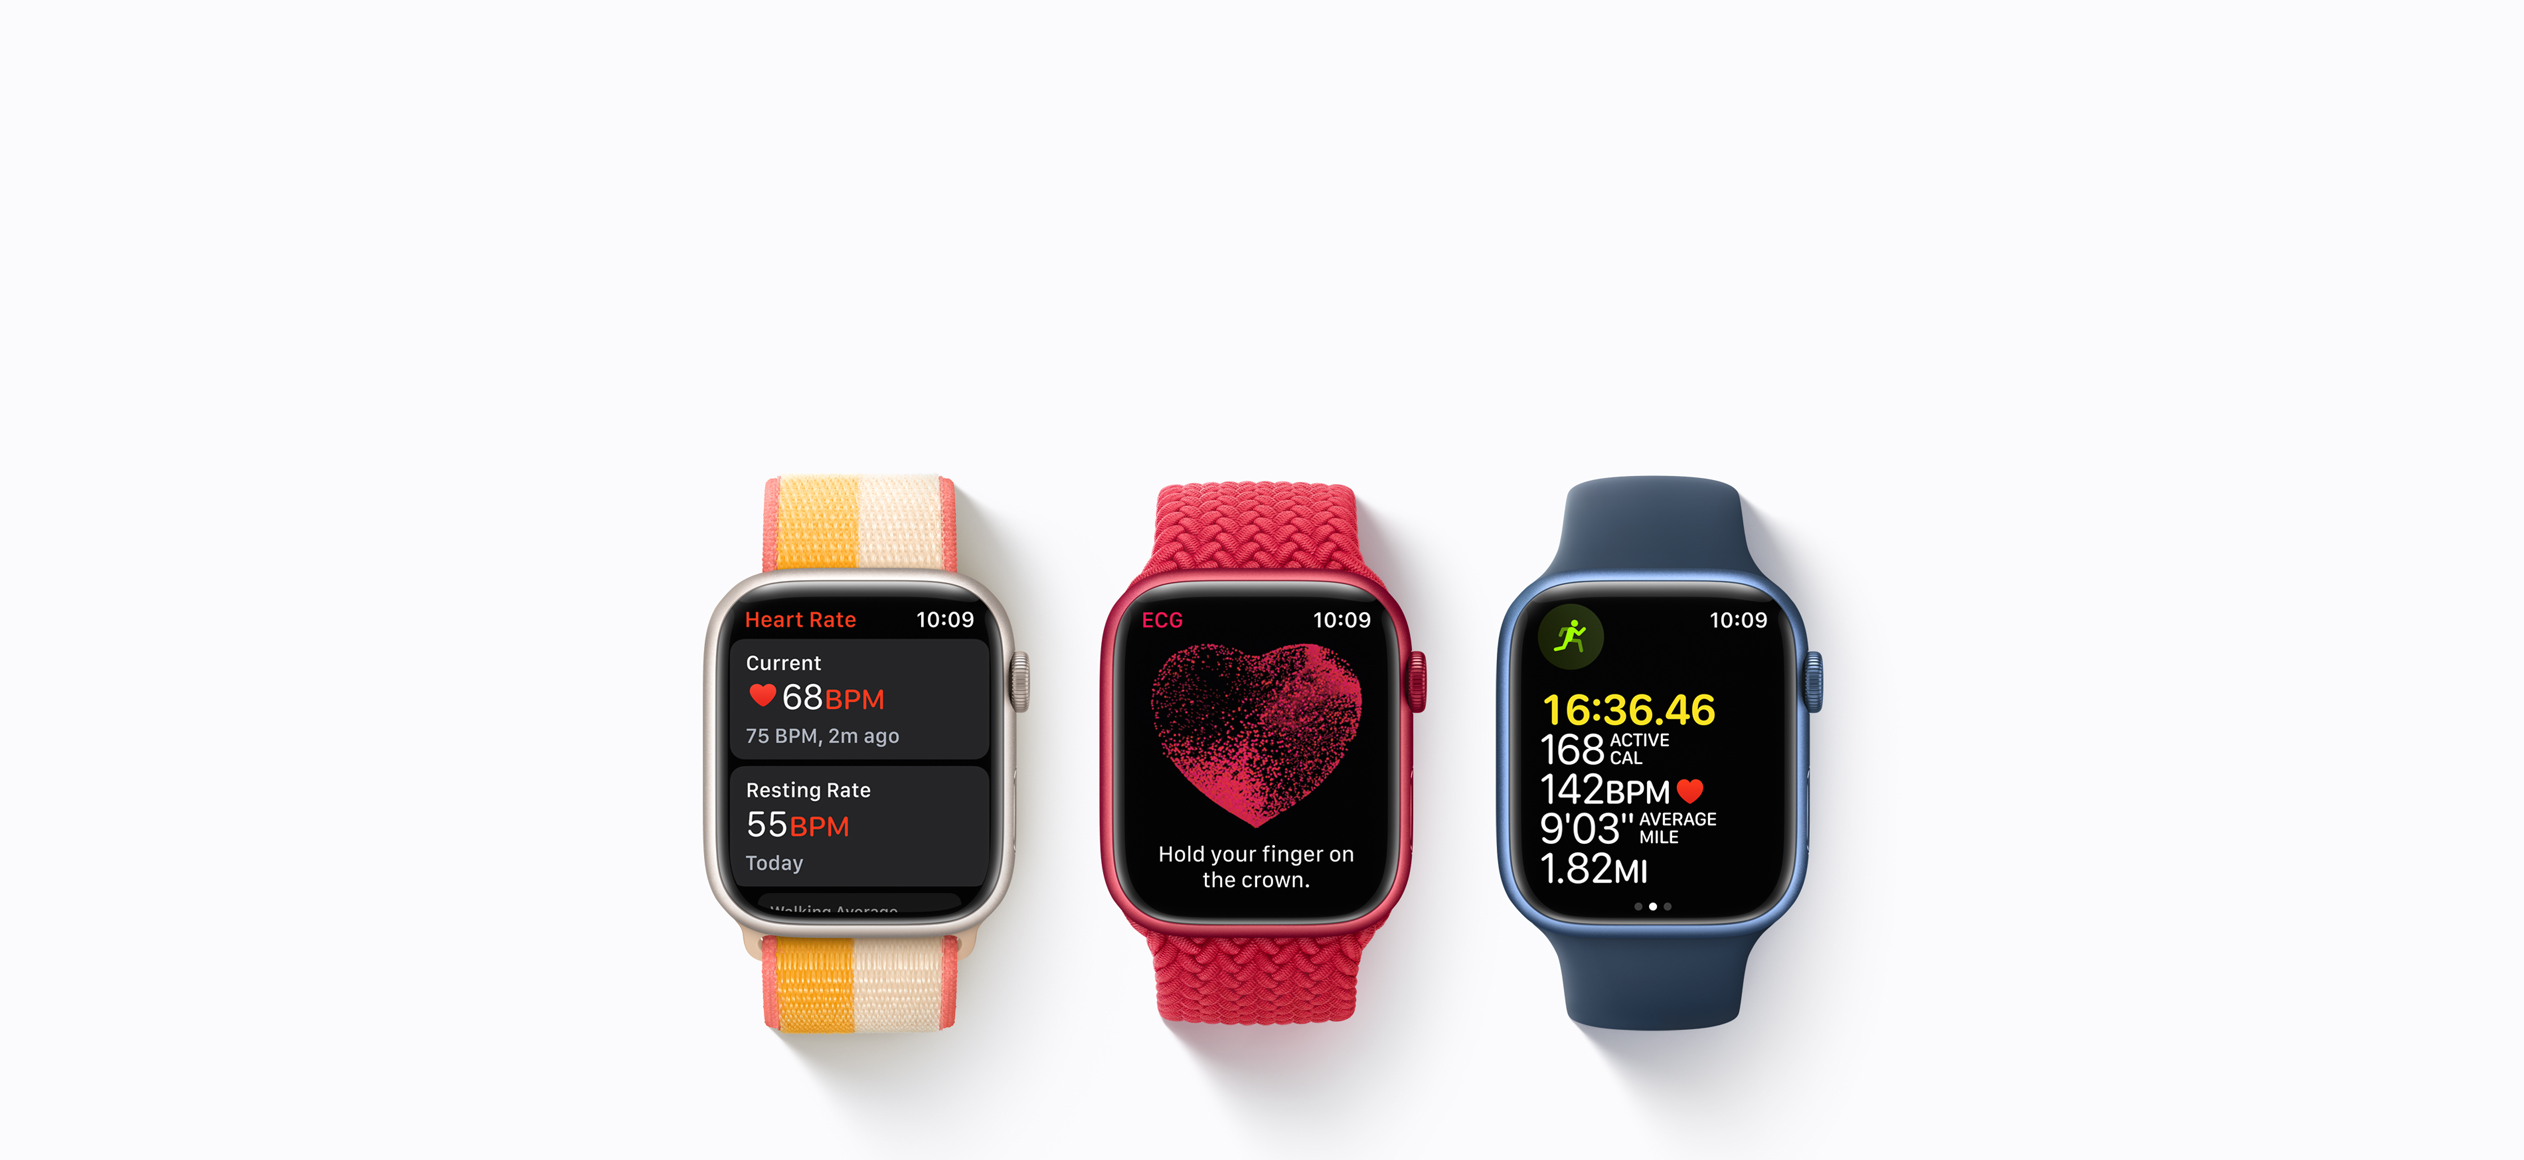 Heart Rate 10:09
Current
68BPM
75 BPM, 2m ago
Resting Rate
55BPM
Today
Walking Average
ECG 10:09
Hold your finger on
the crown.
10:09
16:36.46
168 ACTIVE
CAL
142BPM
9'03" AVERAGE
MILE
1.82MI